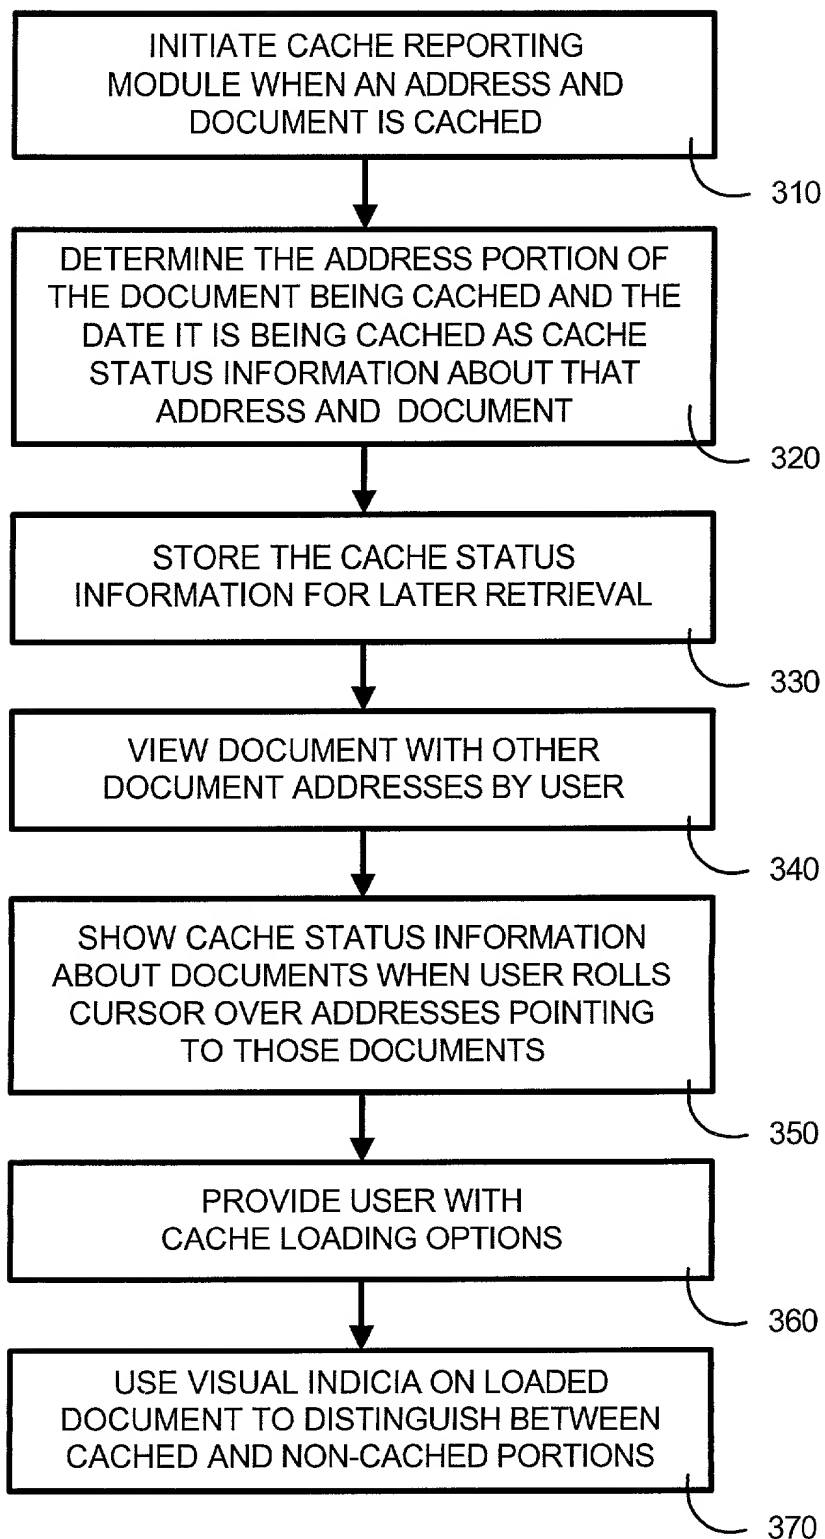 INITIATE CACHE REPORTING
MODULE WHEN AN ADDRESS AND
DOCUMENT IS CACHED
310
DETERMINE THE ADDRESS PORTION OF
THE DOCUMENT BEING CACHED AND THE
DATE IT IS BEING CACHED AS CACHE
STATUS INFORMATION ABOUT THAT
ADDRESS AND DOCUMENT
320
STORE THE CACHE STATUS
INFORMATION FOR LATER RETRIEVAL
330
VIEW DOCUMENT WITH OTHER
DOCUMENT ADDRESSES BY USER
340
SHOW CACHE STATUS INFORMATION
ABOUT DOCUMENTS WHEN USER ROLLS
CURSOR OVER ADDRESSES POINTING
TO THOSE DOCUMENTS
350
PROVIDE USER WITH
CACHE LOADING OPTIONS
360
USE VISUAL INDICIA ON LOADED
DOCUMENT TO DISTINGUISH BETWEEN
CACHED AND NON-CACHED PORTIONS
370